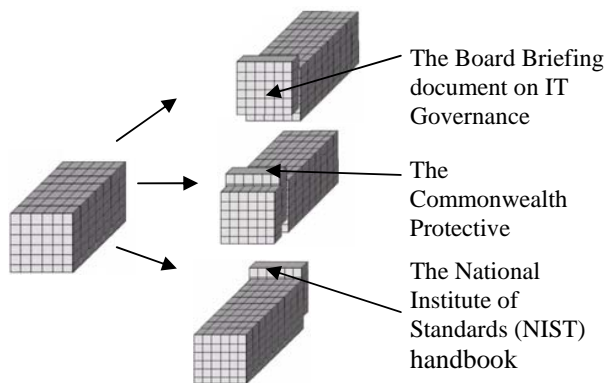 The Board Briefing
document on IT
Governance
The
Commonwealth
Protective
The National
Institute of
Standards (NIST)
handbook